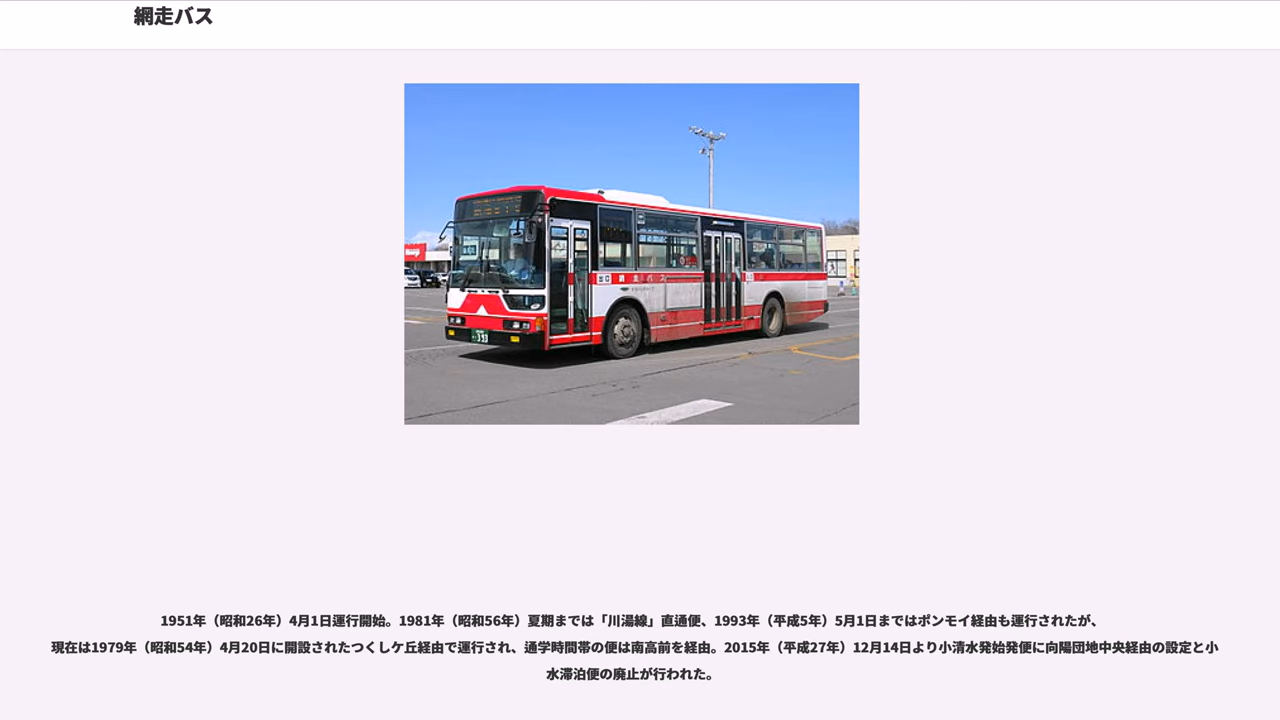 網走バス
出口 網走バス
393
1951年（昭和26年）4月1日運行開始。1981年（昭和56年）夏期までは「川湯線」直通便、1993年（平成5年）5月1日まではポンモイ経由も運行されたが、
現在は1979年（昭和54年）4月20日に開設されたつくしケ丘経由で運行され、通学時間帯の便は南高前を経由。2015年（平成27年）12月14日より小清水発始発便に向陽団地中央経由の設定と小
水滞泊便の廃止が行われた。